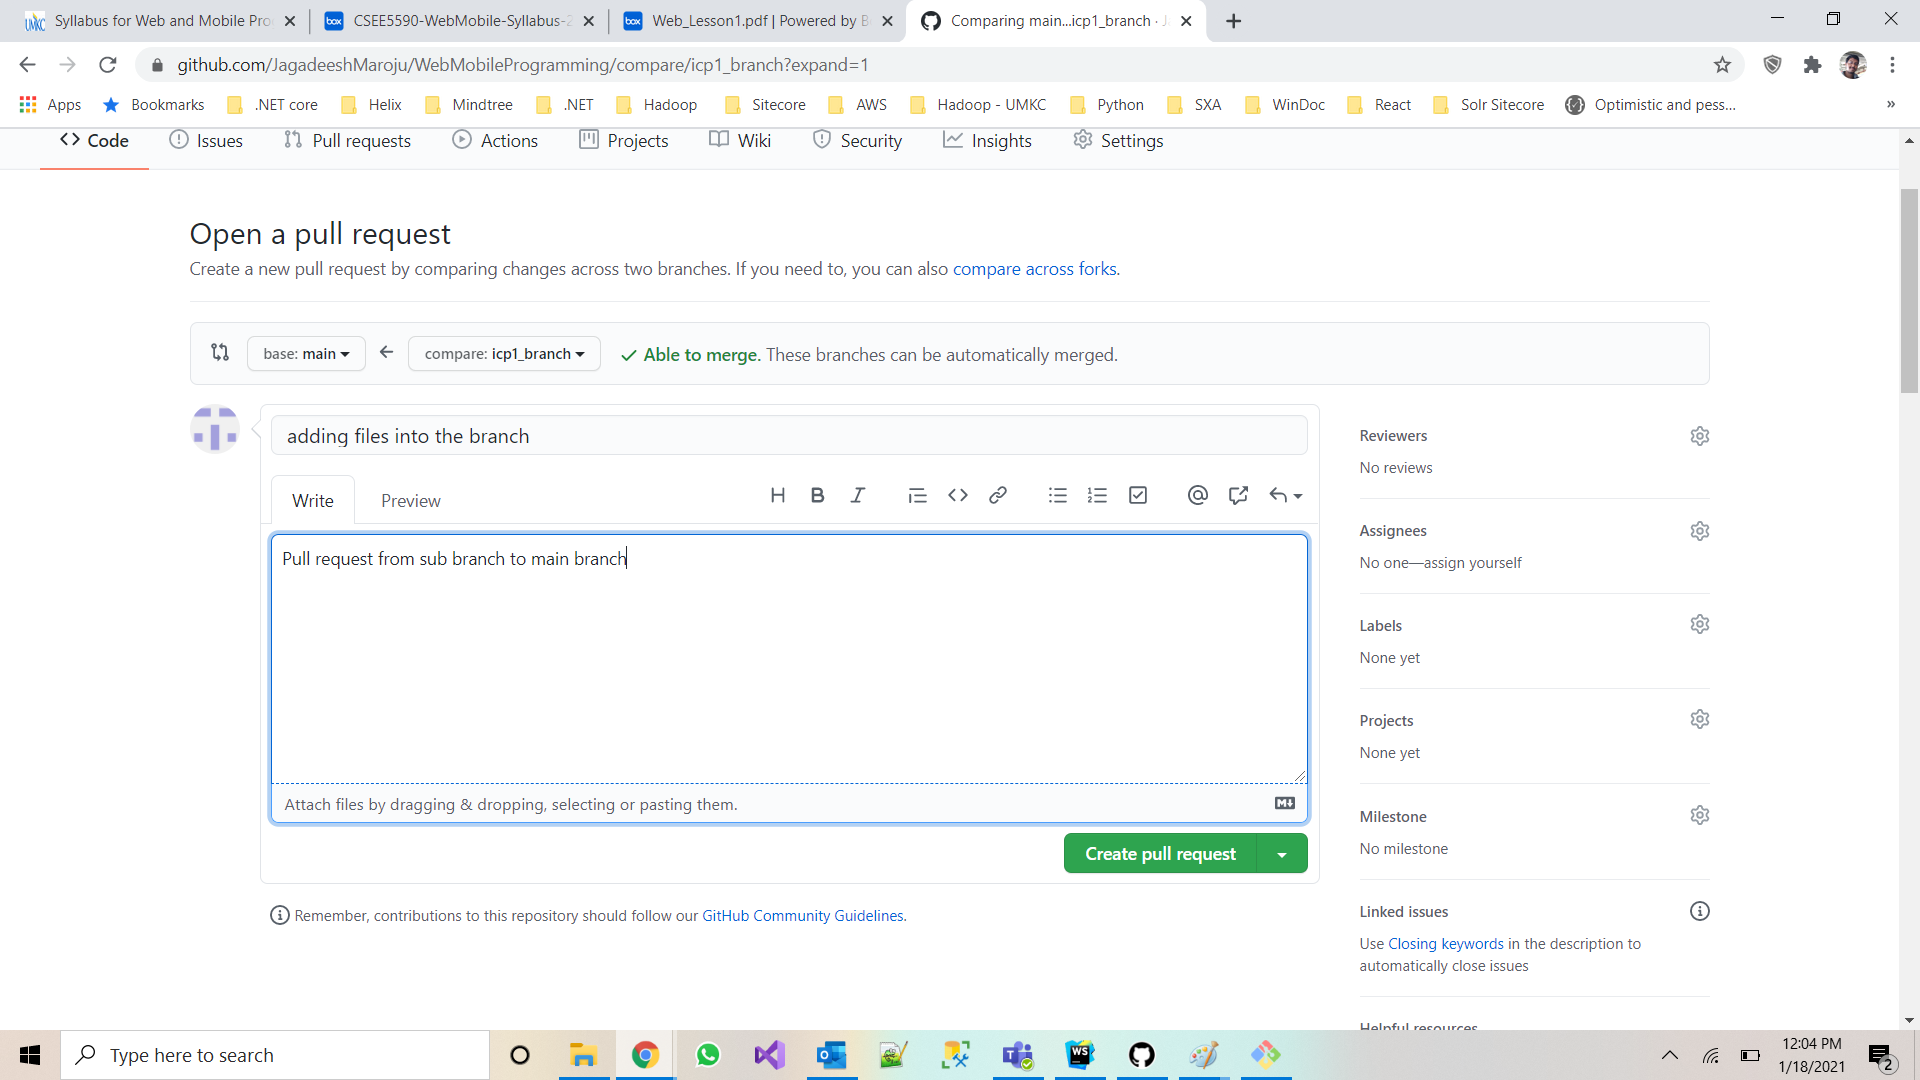 Syllabus for Web and Mobile Pro
CSEE5590-WebMobile-Syllabus-2
Web_Lesson1.pdf | Powered by B
Comparing main...icp1_branch · J
github.com/JagadeeshMaroju/WebMobileProgramming/compare/icp1_branch?expand=1
Apps Bookmarks .NET core Helix Mindtree .NET Hadoop Sitecore AWS Hadoop - UMKC Python SXA WinDoc React Solr Sitecore Optimistic and pess... »
Code Issues Pull requests Actions Projects Wiki Security Insights Settings
Open a pull request
Create a new pull request by comparing changes across two branches. If you need to, you can also compare across forks.
base: main compare: icp1_branch Able to merge. These branches can be automatically merged.
adding files into the branch
Write Preview H B I
Pull request from sub branch to main branch
Attach files by dragging & dropping, selecting or pasting them.
Create pull request
Remember, contributions to this repository should follow our GitHub Community Guidelines.
Reviewers
No reviews
Assignees
No one—assign yourself
Labels
None yet
Projects
None yet
Milestone
No milestone
Linked issues
Use Closing keywords in the description to
automatically close issues
Helpful resources
Type here to search
12:04 PM
1/18/2021
2